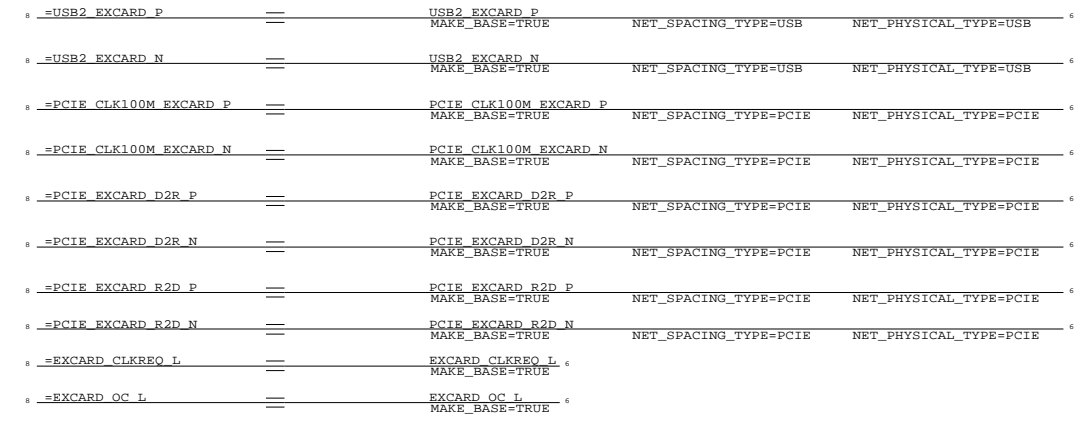 8 =USB2_EXCARD_P USB2_EXCARD_P 6
MAKE_BASE=TRUE NET_SPACING_TYPE=USB NET_PHYSICAL_TYPE=USB
8 =USB2_EXCARD_N USB2_EXCARD_N 6
MAKE_BASE=TRUE NET_SPACING_TYPE=USB NET_PHYSICAL_TYPE=USB
8 =PCIE_CLK100M_EXCARD_P PCIE_CLK100M_EXCARD_P 6
MAKE_BASE=TRUE NET_SPACING_TYPE=PCIE NET_PHYSICAL_TYPE=PCIE
8 =PCIE_CLK100M_EXCARD_N PCIE_CLK100M_EXCARD_N 6
MAKE_BASE=TRUE NET_SPACING_TYPE=PCIE NET_PHYSICAL_TYPE=PCIE
8 =PCIE_EXCARD_D2R_P PCIE_EXCARD_D2R_P 6
MAKE_BASE=TRUE NET_SPACING_TYPE=PCIE NET_PHYSICAL_TYPE=PCIE
8 =PCIE_EXCARD_D2R_N PCIE_EXCARD_D2R_N 6
MAKE_BASE=TRUE NET_SPACING_TYPE=PCIE NET_PHYSICAL_TYPE=PCIE
8 =PCIE_EXCARD_R2D_P PCIE_EXCARD_R2D_P 6
MAKE_BASE=TRUE NET_SPACING_TYPE=PCIE NET_PHYSICAL_TYPE=PCIE
8 =PCIE_EXCARD_R2D_N PCIE_EXCARD_R2D_N 6
MAKE_BASE=TRUE NET_SPACING_TYPE=PCIE NET_PHYSICAL_TYPE=PCIE
8 =EXCARD_CLKREQ_L EXCARD_CLKREQ_L 6
MAKE_BASE=TRUE
8 =EXCARD_OC_L EXCARD_OC_L 6
MAKE_BASE=TRUE